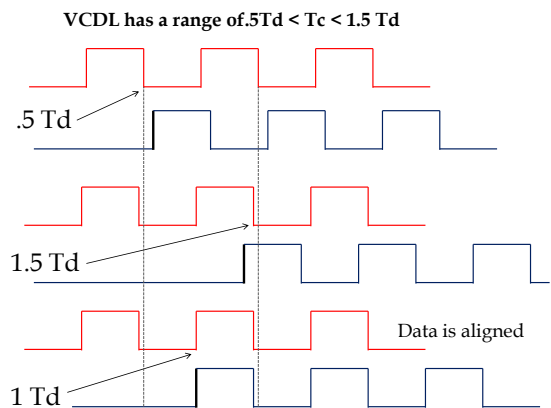 VCDL has a range of.5Td < Tc < 1.5 Td
.5 Td
1.5 Td
Data is aligned
1 Td